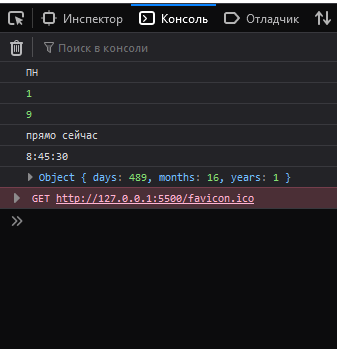 Инспектор Консоль Отладчик
Поиск в консоли
пн
1
9
прямо сейчас
8:45:30
Object { days: 489, months: 16, years: 1 }
GET http://127.0.0.1:5500/favicon.ico